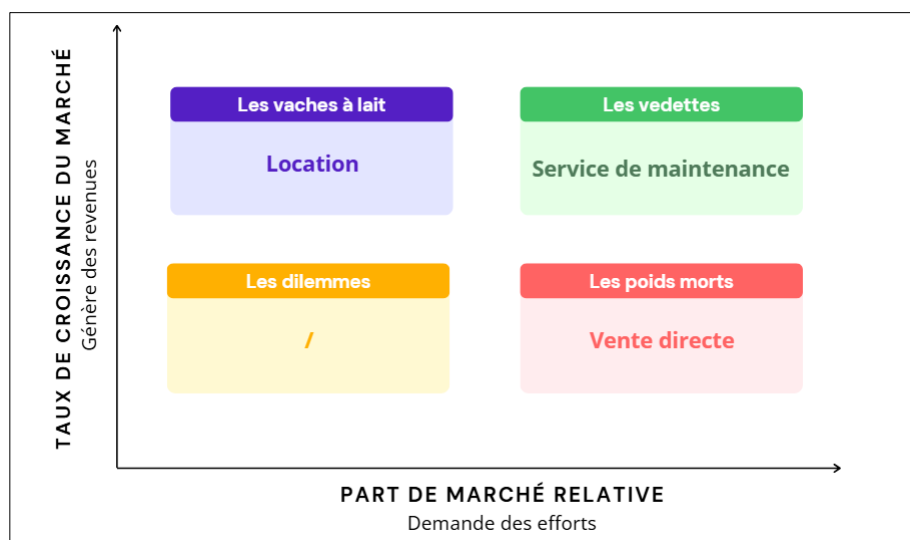 TAUX DE CROISSANCE DU MARCHÉ
Génère des revenues
Les vaches à lait
Location
Les vedettes
Service de maintenance
Les dilemmes
/
Les poids morts
Vente directe
PART DE MARCHÉ RELATIVE
Demande des efforts